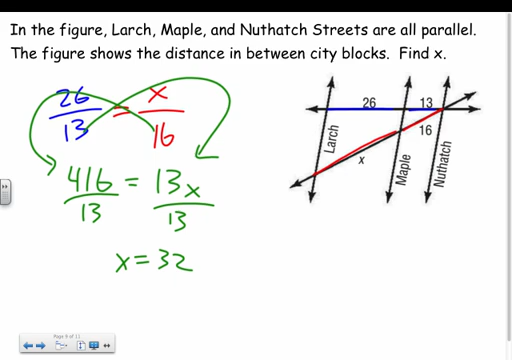 In the figure, Larch, Maple, and Nuthatch Streets are all parallel.
The figure shows the distance in between city blocks.  Find x.
26/13 = x/16
416/13 = 13x/13
x = 32
26
13
16
x
Larch
Maple
Nuthatch
Page 9 of 11